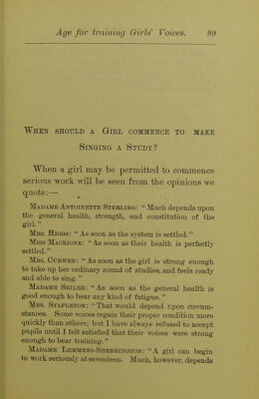 Age for training Girls' Voices. 99
WHEN SHOULD A GIRL COMMENCE TO MAKE
SINGING A STUDY?
When a girl may be permitted to commence
serious work will be seen from the opinions we
quote:—
MADAME ANTOINETTE STERLING: "Much depends upon
the general health, strength, and constitution of the
girl."
MRS. HIGGS: "As soon as the system is settled."
MISS MACRIONE: "As soon as their health is perfectly
settled."
MRS. CURWEN: "As soon as the girl is strong enough
to take up her ordinary round of studies, and feels ready
and able to sing."
MADAME SEILER: "As soon as the general health is
good enough to bear any kind of fatigue."
MRS. STAPLETON: "That would depend upon circum-
stances. Some voices regain their proper condition more
quickly than others; but I have always refused to accept
pupils until I felt satisfied that their voices were strong
enough to bear training."
MADAME LEMMENS-SHERRINGTON: "A girl can begin
to work seriously at seventeen. Much, however, depends